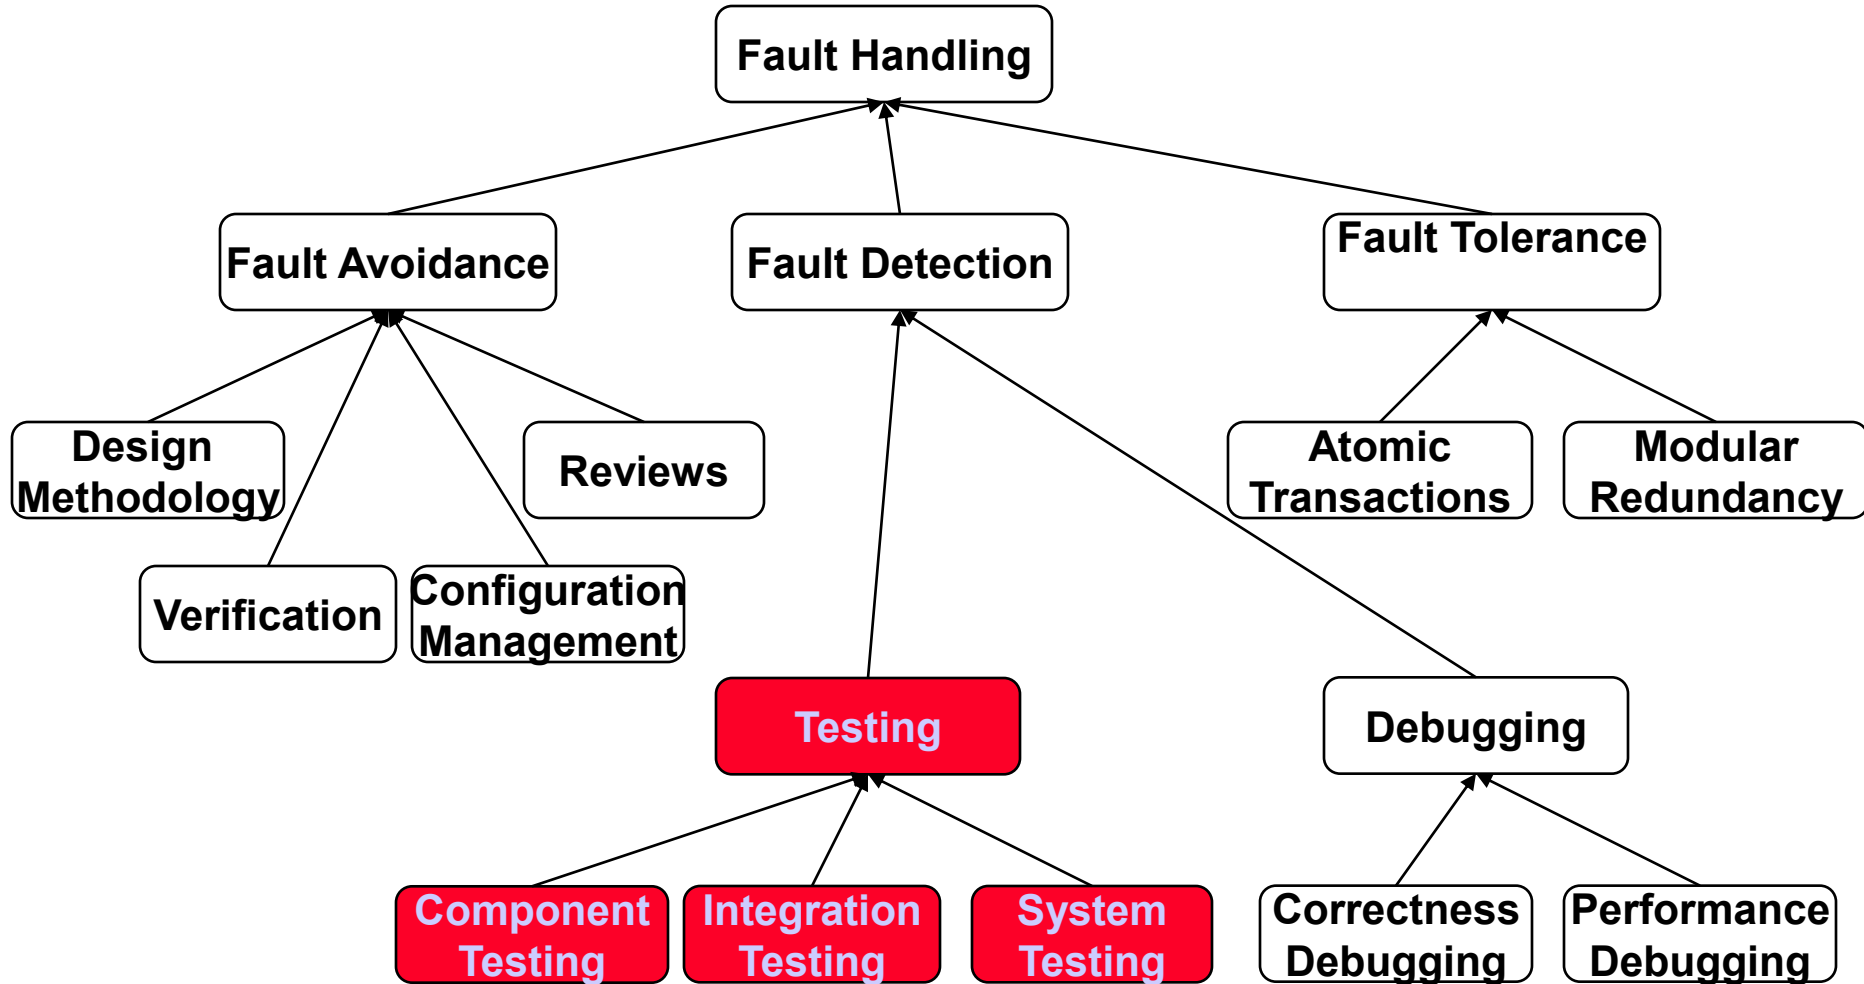 Fault Handling
Fault Avoidance
Fault Detection
Fault Tolerance
Design
Methodology
Reviews
Atomic
Transactions
Modular
Redundancy
Verification
Configuration
Management
Testing
Debugging
Component
Testing
Integration
Testing
System
Testing
Correctness
Debugging
Performance
Debugging